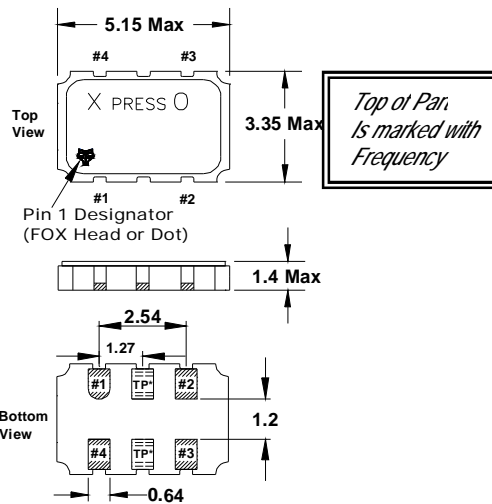 5.15 Max
#4 #3
X PRESS O
Top
View
3.35 Max
Top of Part
Is marked with
Frequency
#1 #2
Pin 1 Designator
(FOX Head or Dot)
1.4 Max
2.54
1.27
#1 TP* #2
Bottom
View
1.2
#4 TP* #3
0.64